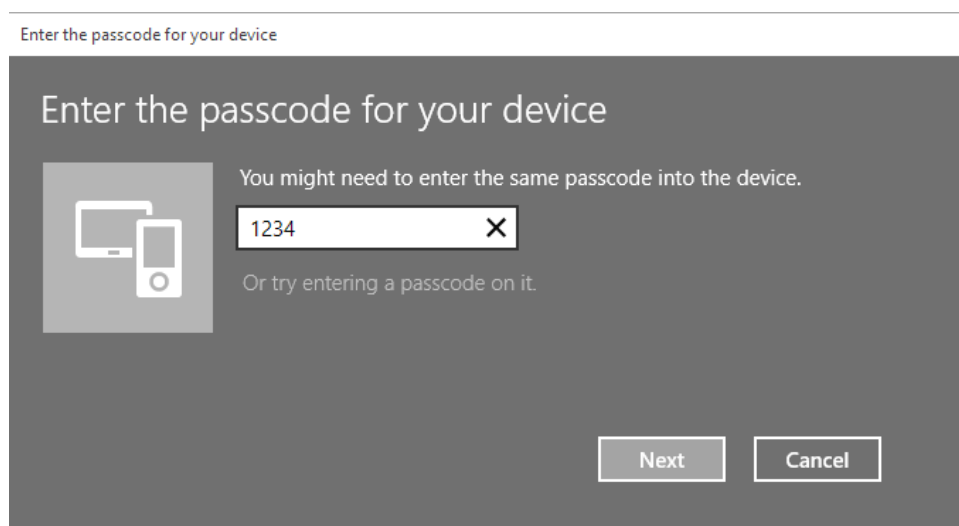 Enter the passcode for your device
Enter the passcode for your device
You might need to enter the same passcode into the device.
1234
Or try entering a passcode on it.
Next
Cancel